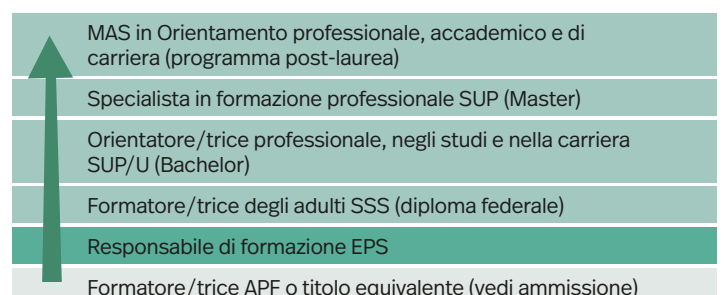 MAS in Orientamento professionale, accademico e di
carriera (programma post-laurea)
Specialista in formazione professionale SUP (Master)
Orientatore/trice professionale, negli studi e nella carriera
SUP/U (Bachelor)
Formatore/trice degli adulti SSS (diploma federale)
Responsabile di formazione EPS
Formatore/trice APF o titolo equivalente (vedi ammissione)